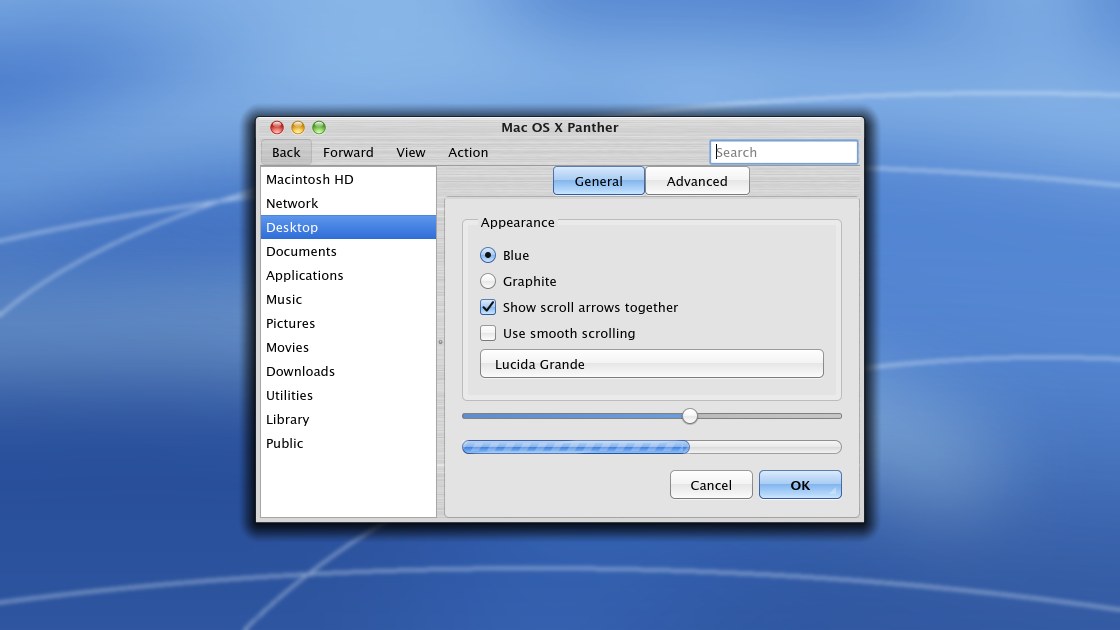 Mac OS X Panther
Back Forward View Action Search
Macintosh HD
Network
Desktop
Documents
Applications
Music
Pictures
Movies
Downloads
Utilities
Library
Public
General Advanced
Appearance
Blue
Graphite
Show scroll arrows together
Use smooth scrolling
Lucida Grande
Cancel OK